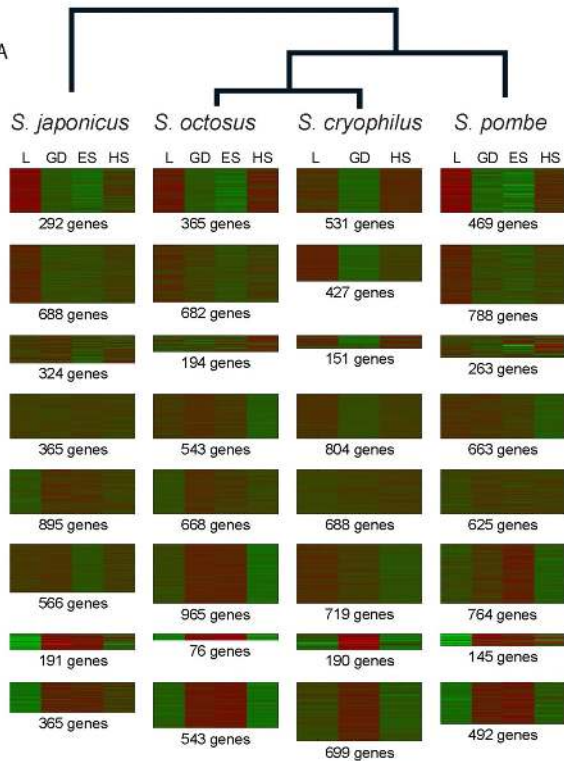 A
S. japonicus S. octosus S. cryophilus S. pombe
L GD ES HS L GD ES HS L GD HS L GD ES HS
292 genes 365 genes 531 genes 469 genes
688 genes 682 genes 427 genes 788 genes
324 genes 194 genes 151 genes 263 genes
365 genes 543 genes 804 genes 663 genes
895 genes 668 genes 688 genes 625 genes
566 genes 965 genes 719 genes 764 genes
191 genes 76 genes 190 genes 145 genes
365 genes 543 genes 699 genes 492 genes